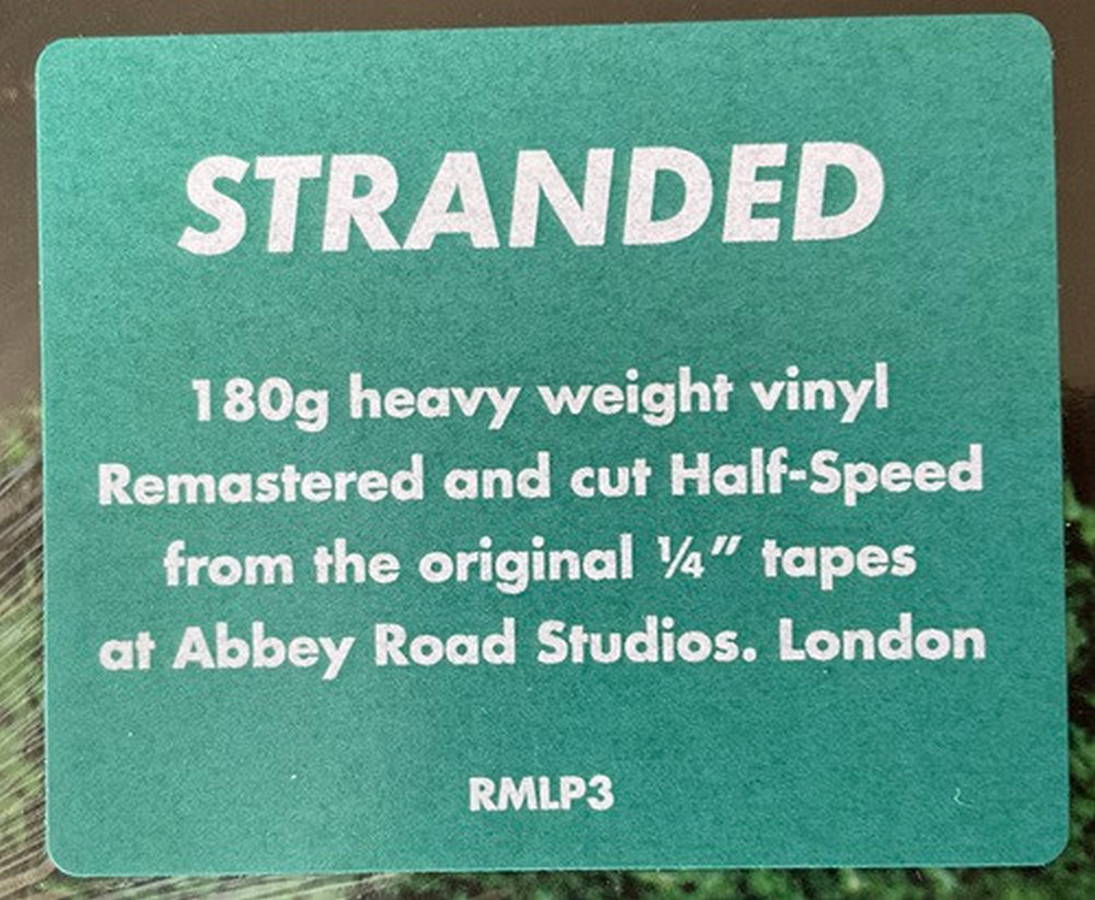 STRANDED
180g heavy weight vinyl
Remastered and cut Half-Speed
from the original ¼” tapes
at Abbey Road Studios. London
RMLP3